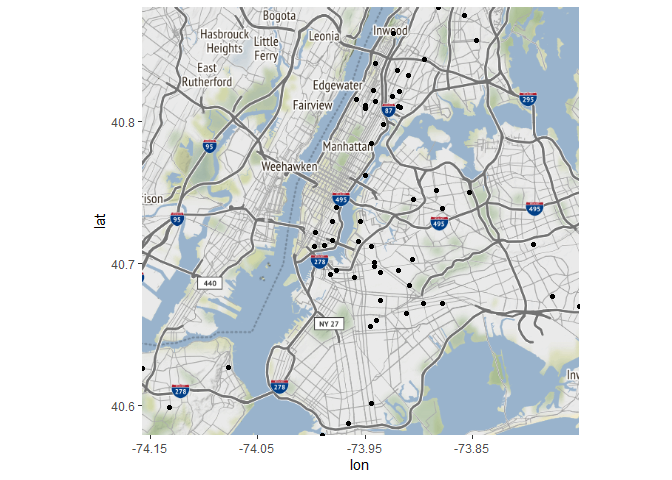 Bogota
Leonia
Inwood
Hasbrouck
Heights
Little
Ferry
East
Rutherford
Edgewater
Fairview
295
87
40.8
95
Manhattan
Weehawken
rison
495
495
95
495
lat
40.7
278
440
NY 27
278
278
Inw
40.6
-74.15
-74.05
-73.95
-73.85
lon